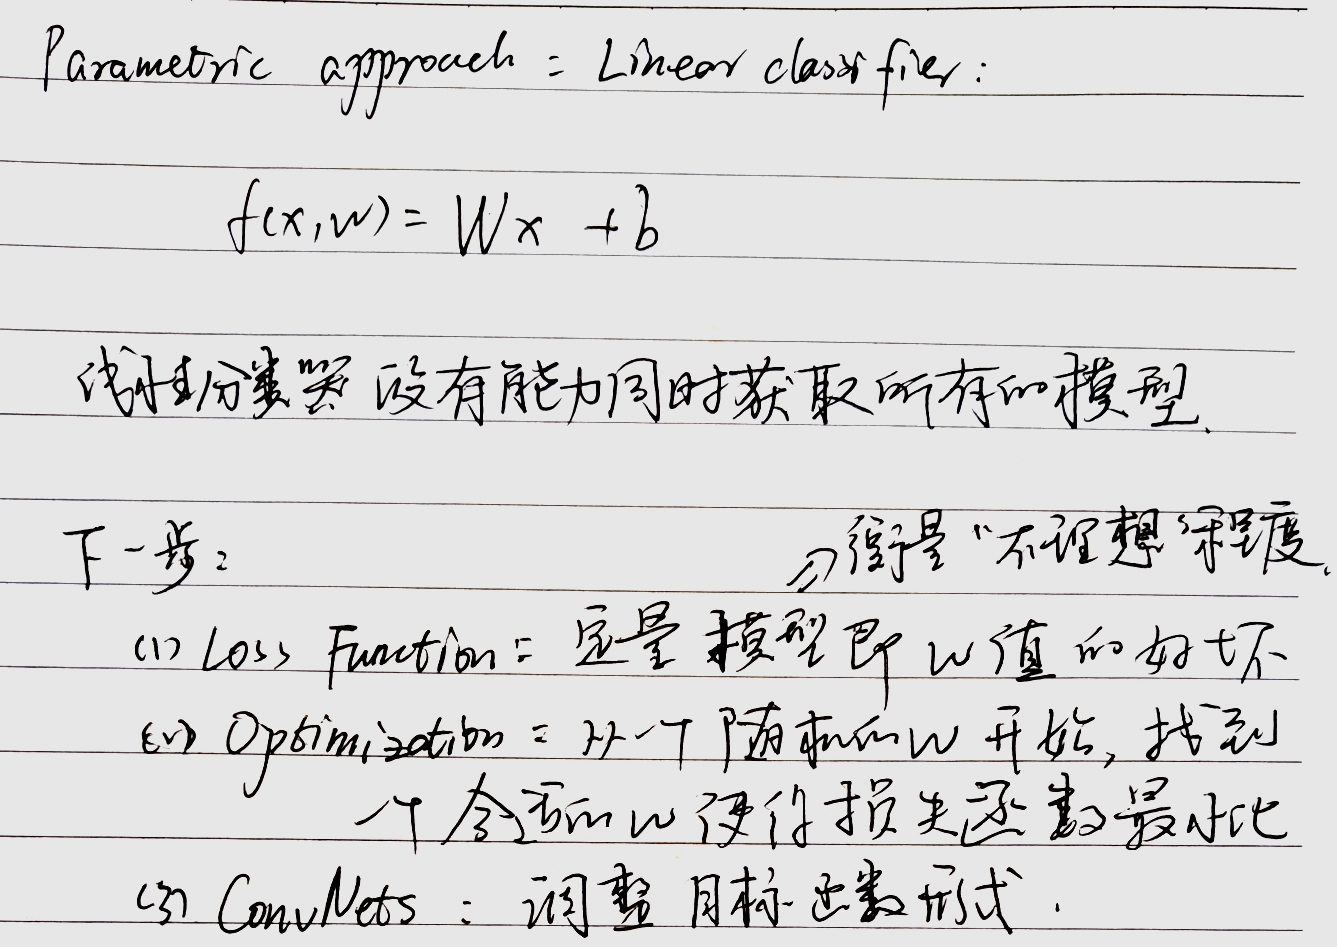 Parametric approach : Linear classifier :
f(x,w) = Wx + b
线性分类器 没有能力同时获取所有的模型.
下一步:
→衡量“不理想”程度.
(1) Loss Function: 定量模型即W值的好坏
(2) Optimization: 从一个随机的W开始, 找到
一个合适的W使得损失函数最小化
(3) ConvNets : 调整目标函数形式.